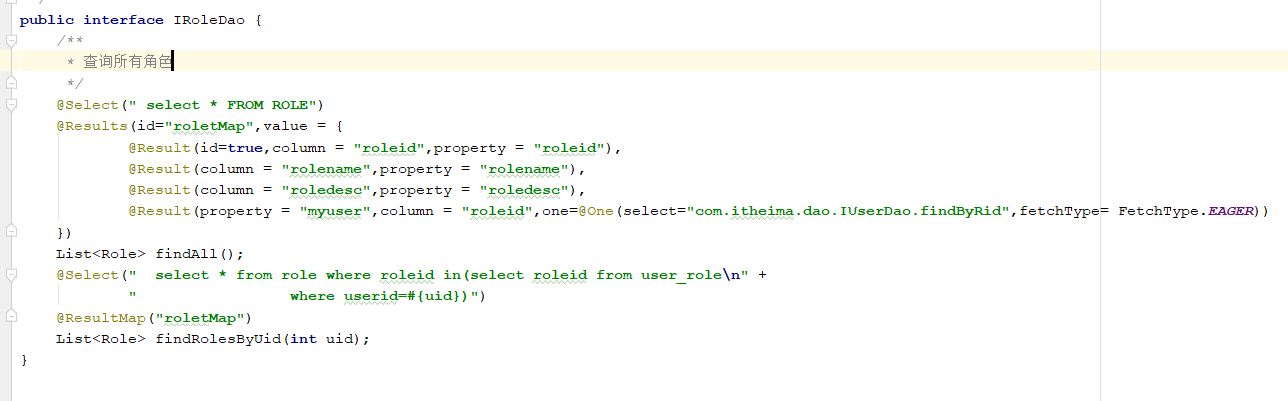 */
public interface IRoleDao {
    /**
     * 查询所有角色
     */
    @Select(" select * FROM ROLE")
    @Results(id="roletMap",value = {
            @Result(id=true,column = "roleid",property = "roleid"),
            @Result(column = "rolename",property = "rolename"),
            @Result(column = "roledesc",property = "roledesc"),
            @Result(property = "myuser",column = "roleid",one=@One(select="com.itheima.dao.IUserDao.findByRid",fetchType= FetchType.EAGER))
    })
    List<Role> findAll();
    @Select("  select * from role where roleid in(select roleid from user_role\n" +
            "                 where userid=#{uid})")
    @ResultMap("roletMap")
    List<Role> findRolesByUid(int uid);
}